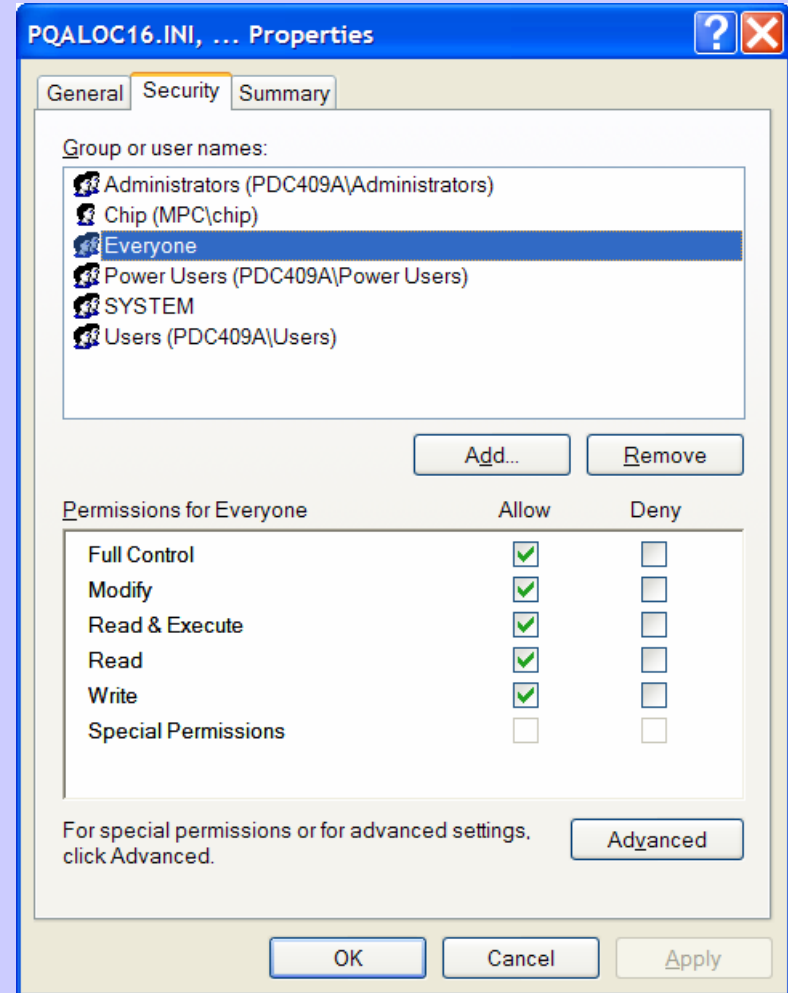 PQALOC16.INI, ... Properties
General Security Summary
Group or user names:
Administrators (PDC409A\Administrators)
Chip (MPC\chip)
Everyone
Power Users (PDC409A\Power Users)
SYSTEM
Users (PDC409A\Users)
Add... Remove
Permissions for Everyone Allow Deny
Full Control
Modify
Read & Execute
Read
Write
Special Permissions
For special permissions or for advanced settings,
click Advanced.
Advanced
OK Cancel Apply